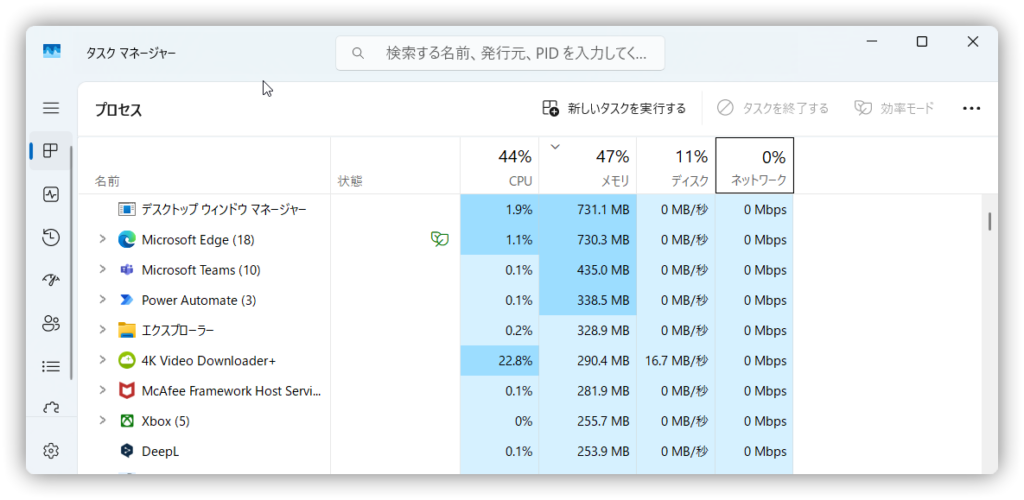 タスク マネージャー
検索する名前、発行元、PID を入力してく...
プロセス
新しいタスクを実行する
タスクを終了する
効率モード
44% 47% 11% 0%
名前 状態 CPU メモリ ディスク ネットワーク
デスクトップ ウィンドウ マネージャー 1.9% 731.1 MB 0 MB/秒 0 Mbps
Microsoft Edge (18) 1.1% 730.3 MB 0 MB/秒 0 Mbps
Microsoft Teams (10) 0.1% 435.0 MB 0 MB/秒 0 Mbps
Power Automate (3) 0.1% 338.5 MB 0 MB/秒 0 Mbps
エクスプローラー 0.2% 328.9 MB 0 MB/秒 0 Mbps
4K Video Downloader+ 22.8% 290.4 MB 16.7 MB/秒 0 Mbps
McAfee Framework Host Servi... 0.1% 281.9 MB 0 MB/秒 0 Mbps
Xbox (5) 0% 255.7 MB 0 MB/秒 0 Mbps
DeepL 0.1% 253.9 MB 0 MB/秒 0 Mbps